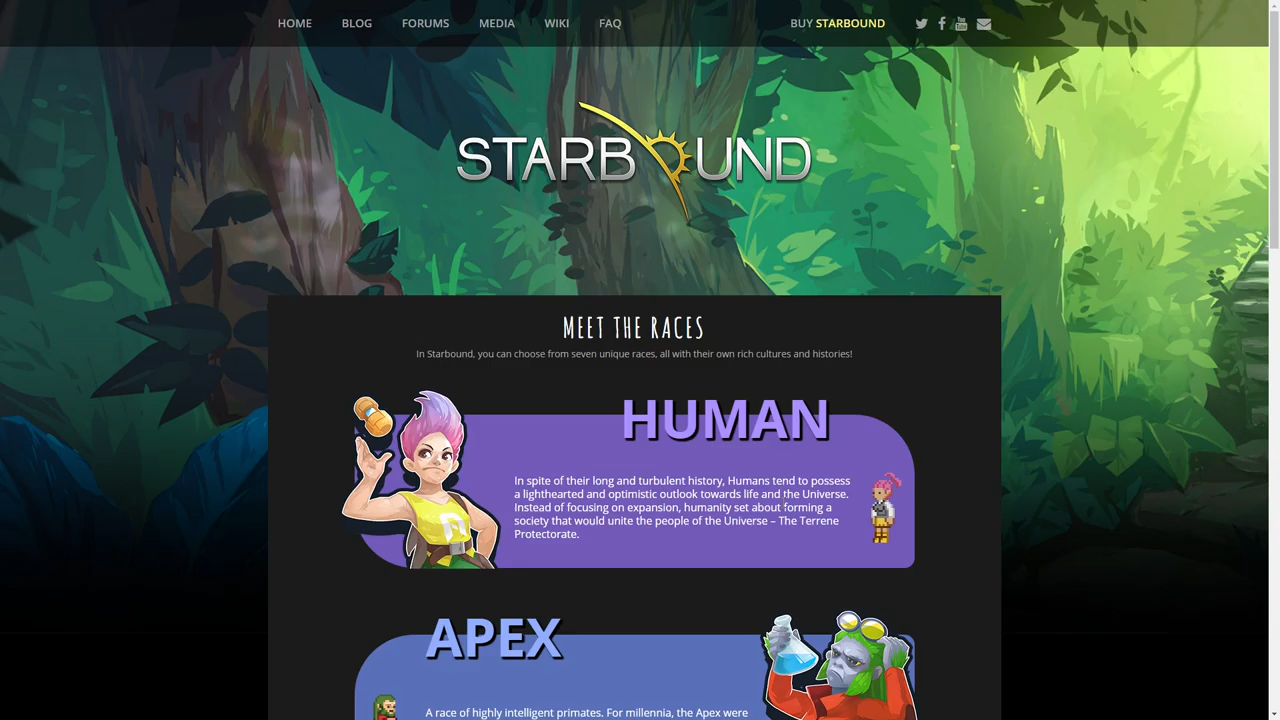 HOME BLOG FORUMS MEDIA WIKI FAQ BUY STARBOUND
STARBOUND
MEET THE RACES
In Starbound, you can choose from seven unique races, all with their own rich cultures and histories!
HUMAN
In spite of their long and turbulent history, Humans tend to possess
a lighthearted and optimistic outlook towards life and the Universe.
Instead of focusing on expansion, humanity set about forming a
society that would unite the people of the Universe – The Terrene
Protectorate.
APEX
A race of highly intelligent primates. For millennia, the Apex were